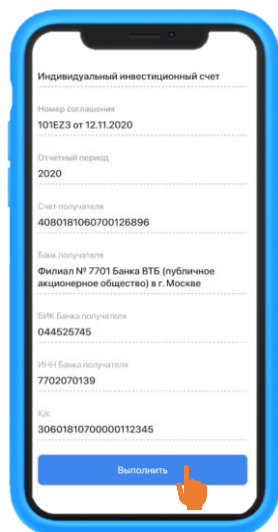 Индивидуальный инвестиционный счет
Номер соглашения
101EZ3 от 12.11.2020
Отчетный период
2020
Счет получателя
4080181060700126896
Банк получателя
Филиал № 7701 Банка ВТБ (публичное
акционерное общество) в г. Москве
БИК Банка получателя
044525745
ИНН Банка получателя
7702070139
К/с
30601810700000112345
Выполнить